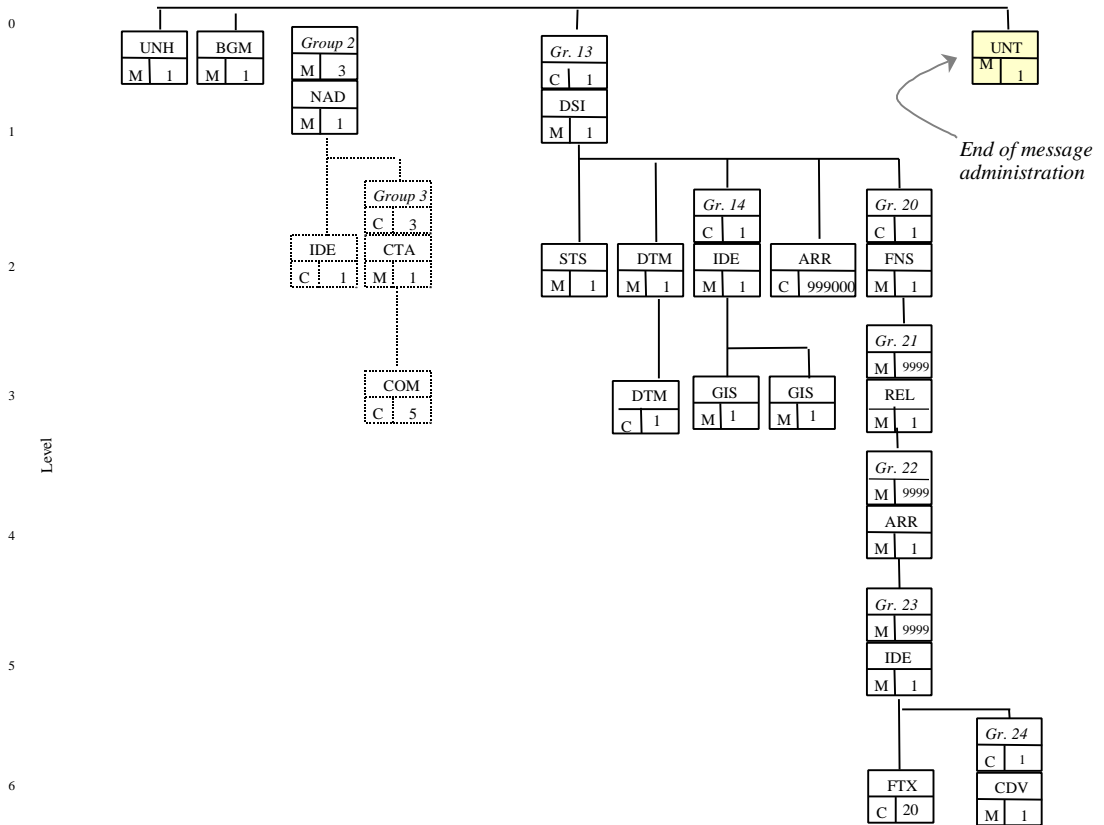 0
UNH
M 1
BGM
M 1
Group 2
M 3
NAD
M 1
Gr. 13
C 1
DSI
M 1
UNT
M 1
End of message
administration
1
Group 3
C 3
CTA
M 1
IDE
C 1
STS
M 1
DTM
M 1
Gr. 14
C 1
IDE
M 1
ARR
C 999000
Gr. 20
C 1
FNS
M 1
2
Gr. 21
M 9999
REL
M 1
COM
C 5
DTM
C 1
GIS
M 1
GIS
M 1
3
Level
Gr. 22
M 9999
ARR
M 1
4
Gr. 23
M 9999
IDE
M 1
5
Gr. 24
C 1
CDV
M 1
FTX
C 20
6